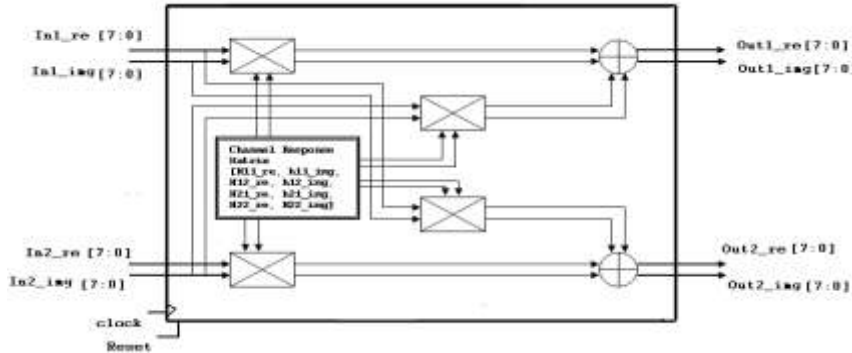 In1_re [7:0]
In1_img [7:0]
Out1_re [7:0]
Out1_img [7:0]
Channel Response
Matrix
[H11_re, h11_img,
H12_re, h12_img,
H21_re, h21_img,
H22_re, H22_img]
In2_re [7:0]
In2_img [7:0]
Out2_re [7:0]
Out2_img [7:0]
clock
Reset